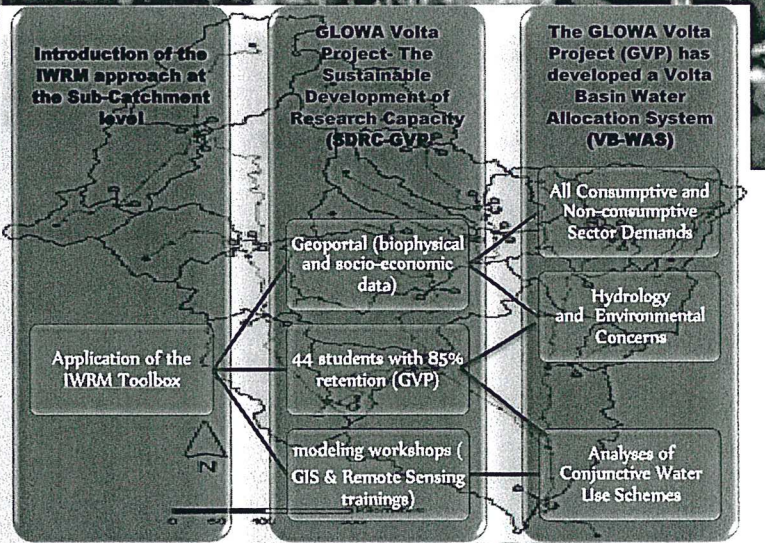 Introduction of the
IWRM approach at
the Sub-Catchment
level
Application of the
IWRM Toolbox
GLOWA Volta
Project- The
Sustainable
Development of
Research Capacity
(SDRC-GVP)
Geoportal (biophysical
and socio-economic
data)
44 students with 85%
retention (GVP)
modeling workshops (
GIS & Remote Sensing
trainings)
The GLOWA Volta
Project (GVP) has
developed a Volta
Basin Water
Allocation System
(VB-WAS)
All Consumptive and
Non-consumptive
Sector Demands
Hydrology
and Environmental
Concerns
Analyses of
Conjunctive Water
Use Schemes
N
0